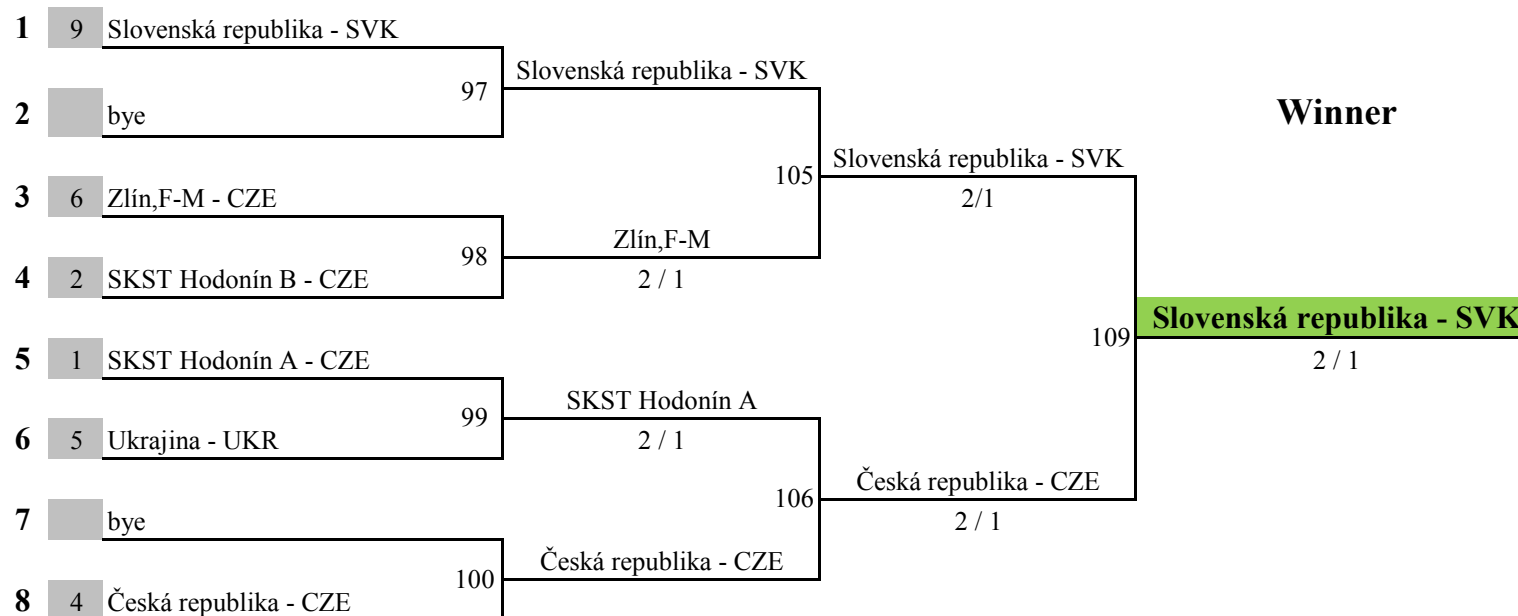 1 9 Slovenská republika - SVK
97 Slovenská republika - SVK
2 bye
Winner
105 Slovenská republika - SVK
2/1
3 6 Zlín,F-M - CZE
98 Zlín,F-M
2 / 1
4 2 SKST Hodonín B - CZE
109 Slovenská republika - SVK
2 / 1
5 1 SKST Hodonín A - CZE
99 SKST Hodonín A
2 / 1
6 5 Ukrajina - UKR
106 Česká republika - CZE
2 / 1
7 bye
100 Česká republika - CZE
8 4 Česká republika - CZE